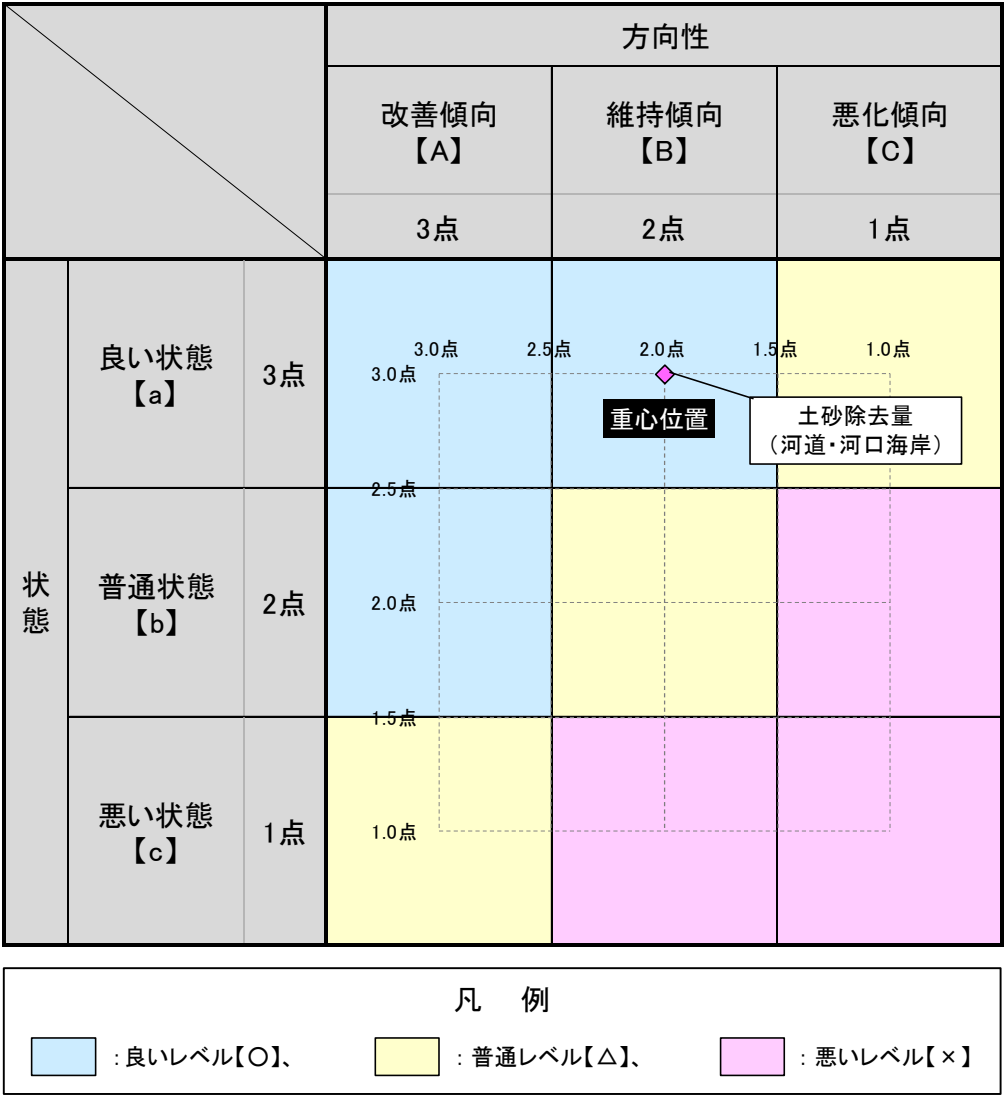 方向性
改善傾向
【A】
維持傾向
【B】
悪化傾向
【C】
3点
2点
1点
状態
良い状態
【a】
3点
3.0点
2.5点
2.0点
1.5点
1.0点
3.0点
重心位置
土砂除去量
（河道・河口海岸）
2.5点
普通状態
【b】
2点
2.0点
1.5点
悪い状態
【c】
1点
1.0点
凡 例
：良いレベル【○】、
：普通レベル【△】、
：悪いレベル【×】